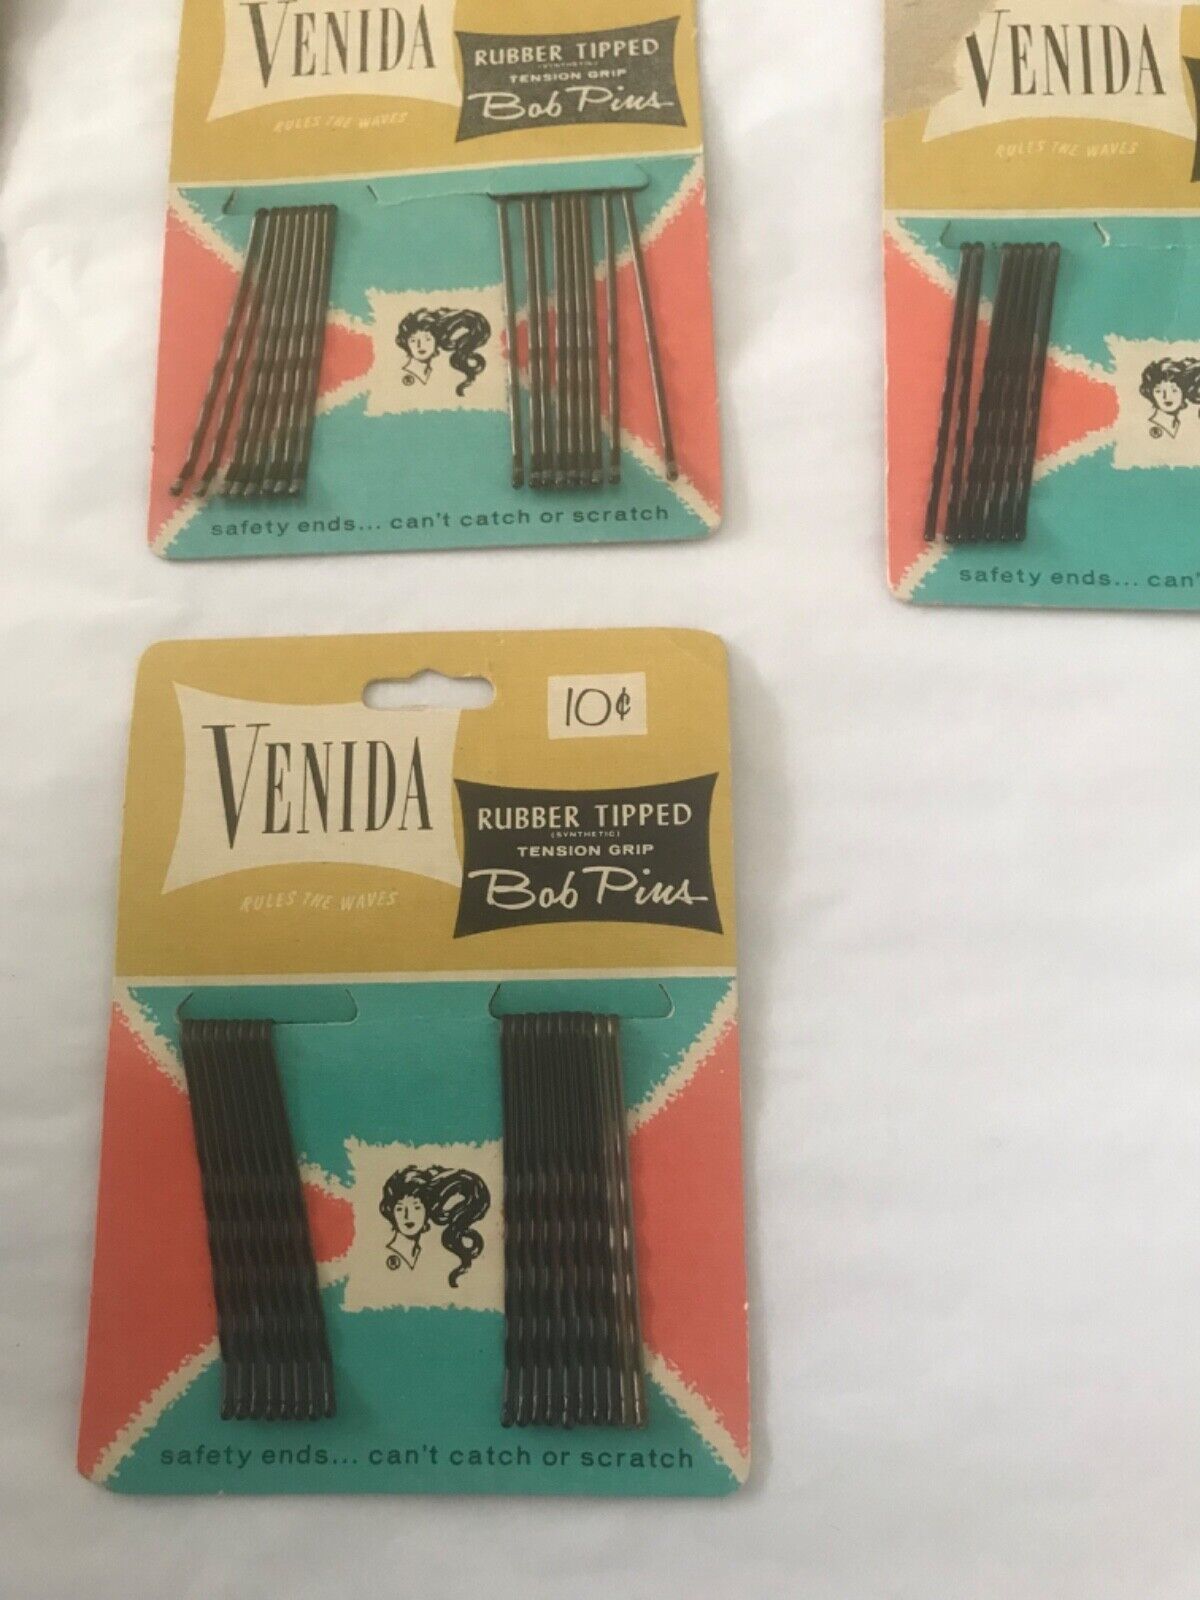 VENIDA
RULES THE WAVES
RUBBER TIPPED
(SYNTHETIC)
TENSION GRIP
Bob Pins
®
safety ends... can't catch or scratch
VENIDA
RULES THE WAVES
®
safety ends... can'
10¢
VENIDA
RULES THE WAVES
RUBBER TIPPED
(SYNTHETIC)
TENSION GRIP
Bob Pins
®
safety ends... can't catch or scratch